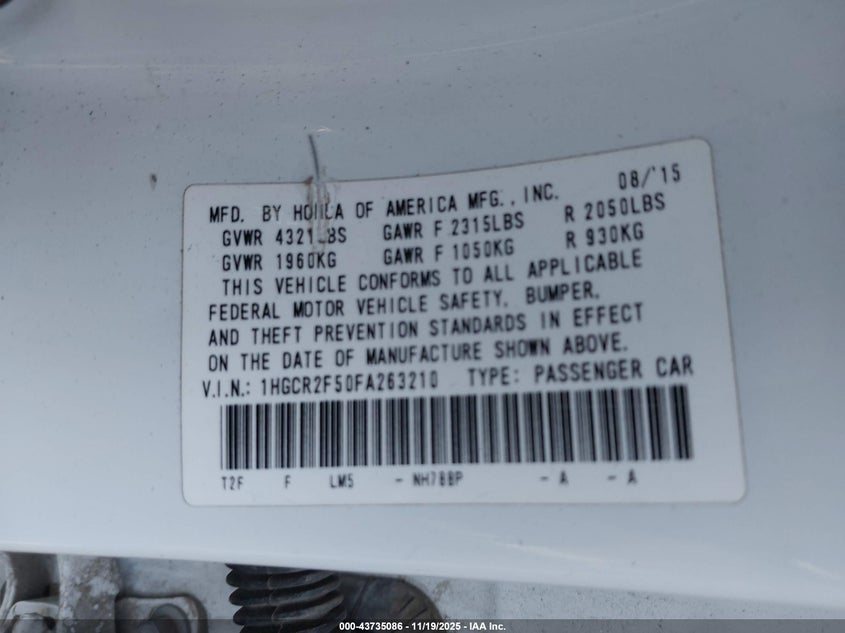 MFD. BY HONDA OF AMERICA MFG., INC. 08/'15
GVWR 4321LBS GAWR F 2315LBS R 2050LBS
GVWR 1960KG GAWR F 1050KG R 930KG
THIS VEHICLE CONFORMS TO ALL APPLICABLE
FEDERAL MOTOR VEHICLE SAFETY, BUMPER,
AND THEFT PREVENTION STANDARDS IN EFFECT
ON THE DATE OF MANUFACTURE SHOWN ABOVE.
V.I.N.: 1HGCR2F50FA263210 TYPE: PASSENGER CAR
T2F F LM5 - NH788P - A - A
000-43735086 - 11/19/2025 - IAA Inc.